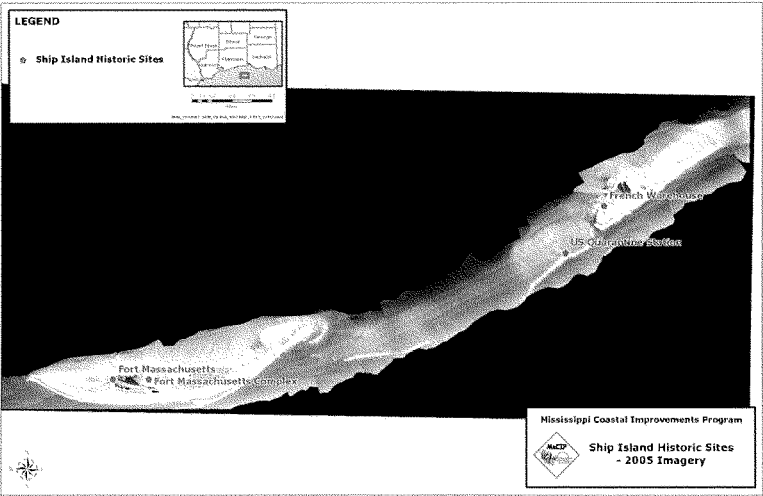 LEGEND
Ship Island Historic Sites
French Warehouse
US Quarantine Station
Fort Massachusetts
Fort Massachusetts Complex
Mississippi Coastal Improvements Program
MsCIP
Ship Island Historic Sites
- 2005 Imagery